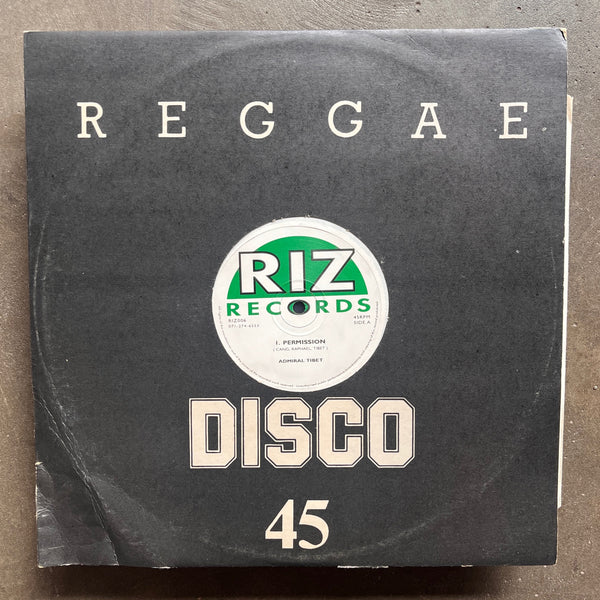 REGGAE
RIZ
RECORDS
RIZ006
45RPM
SIDE A
1. PERMISSION
ADMIRAL TIBET
DISCO
45